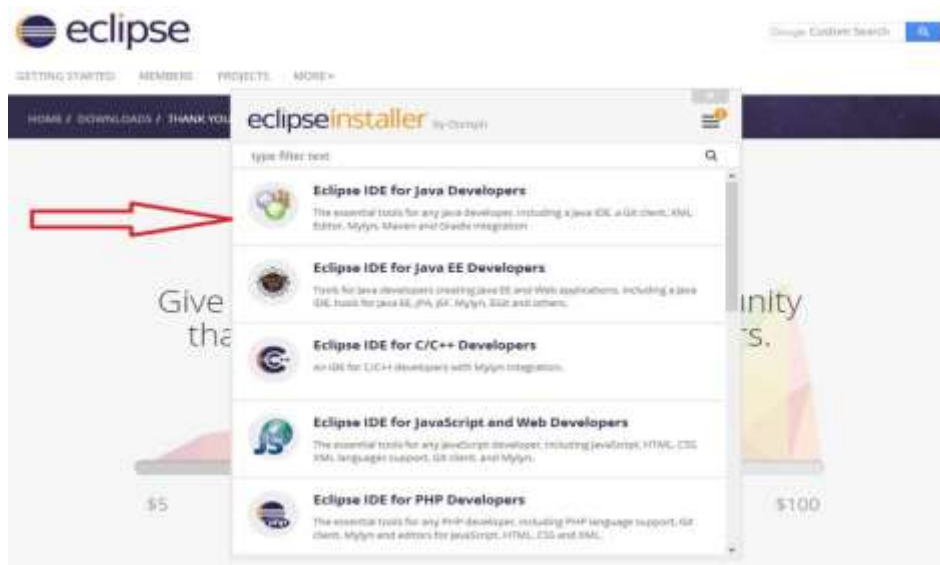 eclipse
Google Custom Search
GETTING STARTED MEMBERS PROJECTS MORE
HOME / DOWNLOADS / THANK YOU
eclipseinstaller by Oomph
type filter text
Eclipse IDE for Java Developers
The essential tools for any Java developer, including a Java IDE, a Git client, XML
Editor, Mylyn, Maven and Gradle integration
Eclipse IDE for Java EE Developers
Tools for Java developers creating Java EE and Web applications, including a Java
IDE, tools for Java EE, JPA, JSF, Mylyn, EGit and others.
Give
unity
Eclipse IDE for C/C++ Developers
tha
rs.
An IDE for C/C++ developers with Mylyn integration.
Eclipse IDE for JavaScript and Web Developers
The essential tools for any JavaScript developer, including JavaScript, HTML, CSS,
XML languages support, Git client, and Mylyn.
$5
$100
Eclipse IDE for PHP Developers
The essential tools for any PHP developer, including PHP language support, Git
client, Mylyn and editors for JavaScript, HTML, CSS and XML.